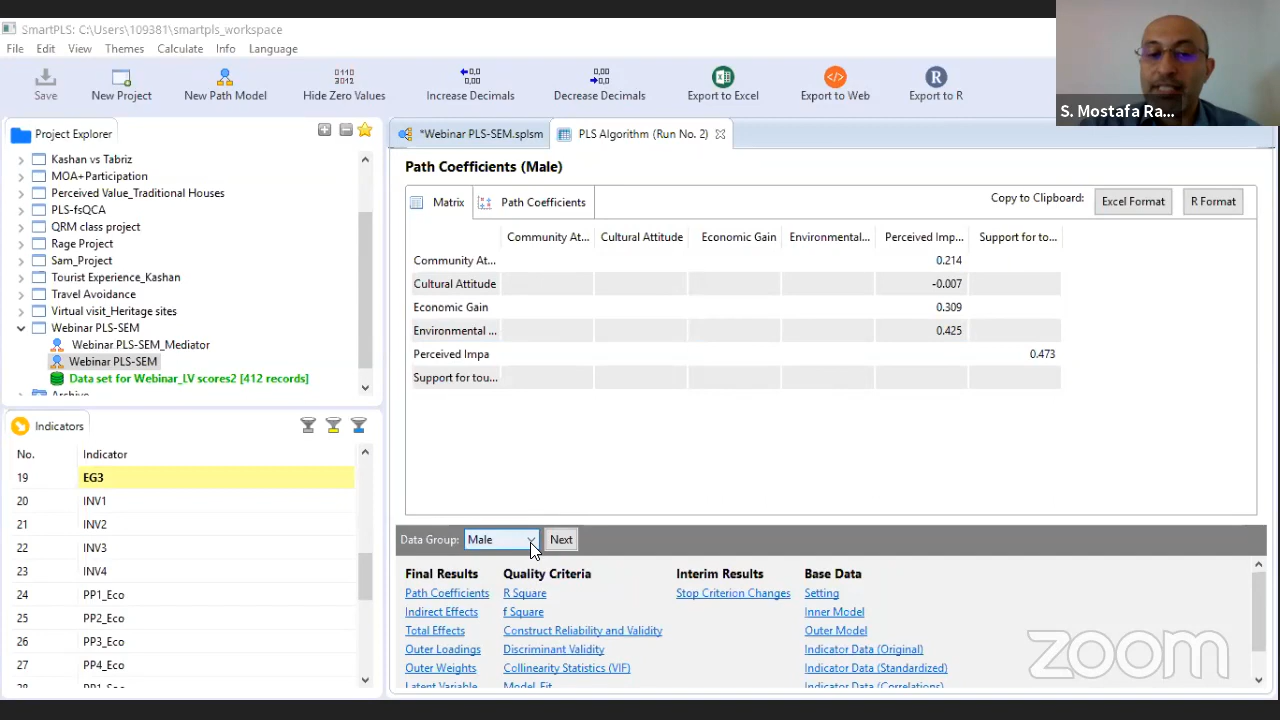 SmartPLS: C:\Users\109381\smartpls_workspace
File Edit View Themes Calculate Info Language
Save New Project New Path Model Hide Zero Values Increase Decimals Decrease Decimals Export to Excel Export to Web Export to R
S. Mostafa Ra...
Project Explorer
Kashan vs Tabriz
MOA+Participation
Perceived Value_Traditional Houses
PLS-fsQCA
QRM class project
Rage Project
Sam_Project
Tourist Experience_Kashan
Travel Avoidance
Virtual visit_Heritage sites
Webinar PLS-SEM
Webinar PLS-SEM_Mediator
Webinar PLS-SEM
Data set for Webinar_LV scores2 [412 records]
Archive
Indicators
No. Indicator
19 EG3
20 INV1
21 INV2
22 INV3
23 INV4
24 PP1_Eco
25 PP2_Eco
26 PP3_Eco
27 PP4_Eco
28 PP1_Soc
*Webinar PLS-SEM.splsm PLS Algorithm (Run No. 2)
Path Coefficients (Male)
Matrix Path Coefficients Copy to Clipboard: Excel Format R Format
Community At... Cultural Attitude Economic Gain Environmental... Perceived Imp... Support for to...
Community At... 0.214
Cultural Attitude -0.007
Economic Gain 0.309
Environmental ... 0.425
Perceived Impa 0.473
Support for tou...
Data Group: Male Next
Final Results Quality Criteria Interim Results Base Data
Path Coefficients R Square Stop Criterion Changes Setting
Indirect Effects f Square Inner Model
Total Effects Construct Reliability and Validity Outer Model
Outer Loadings Discriminant Validity Indicator Data (Original)
Outer Weights Collinearity Statistics (VIF) Indicator Data (Standardized)
Latent Variable Model_Fit Indicator Data (Correlations)
zoom